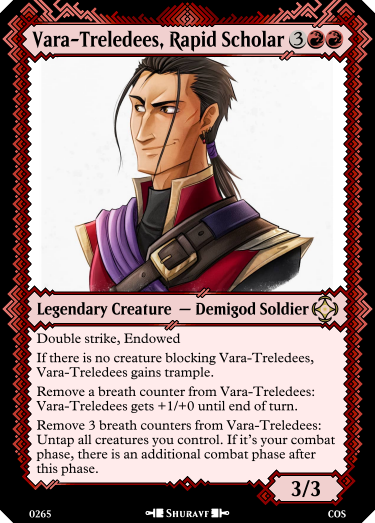 Vara-Treledees, Rapid Scholar 3
Legendary Creature — Demigod Soldier
Double strike, Endowed
If there is no creature blocking Vara-Treledees,
Vara-Treledees gains trample.
Remove a breath counter from Vara-Treledees:
Vara-Treledees gets +1/+0 until end of turn.
Remove 3 breath counters from Vara-Treledees:
Untap all creatures you control. If it's your combat
phase, there is an additional combat phase after
this phase.
3/3
0265 Shurayf COS